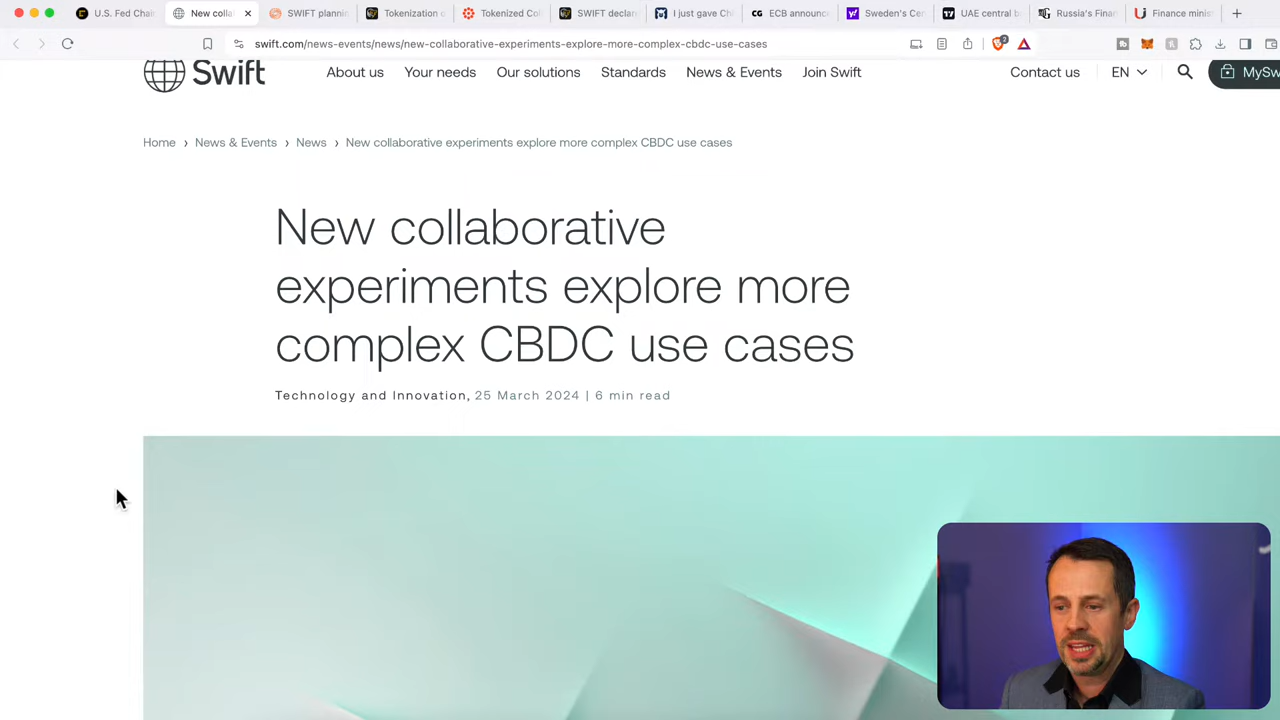 U.S. Fed Chair
New colla
SWIFT plannin
Tokenization o
Tokenized Col
SWIFT declar
I just gave Ch
ECB announc
Sweden's Cen
UAE central b
Russia's Finan
Finance minis
swift.com/news-events/news/new-collaborative-experiments-explore-more-complex-cbdc-use-cases
2
Swift
About us
Your needs
Our solutions
Standards
News & Events
Join Swift
Contact us
EN
MySw
Home › News & Events › News › New collaborative experiments explore more complex CBDC use cases
New collaborative
experiments explore more
complex CBDC use cases
Technology and Innovation, 25 March 2024 | 6 min read